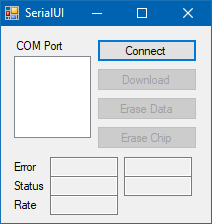 SerialUI
COM Port
Connect
Download
Erase Data
Erase Chip
Error
Status
Rate